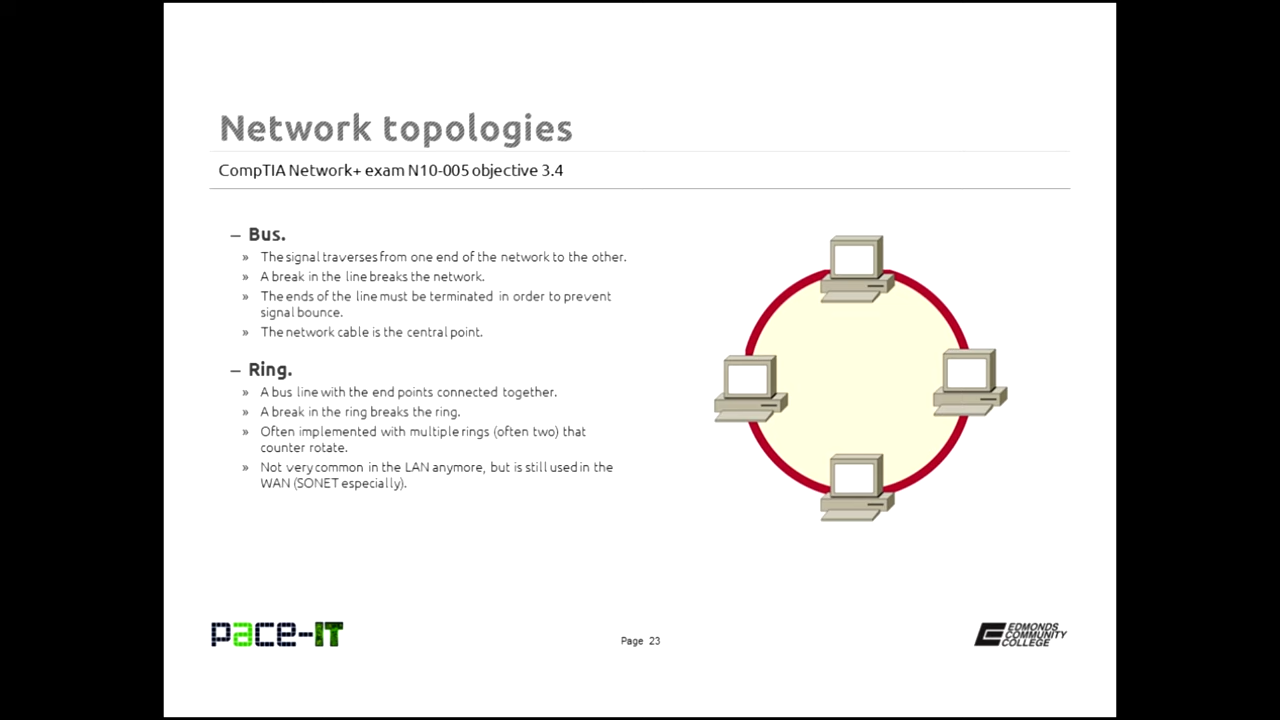 Network topologies
CompTIA Network+ exam N10-005 objective 3.4
– Bus.
» The signal traverses from one end of the network to the other.
» A break in the line breaks the network.
» The ends of the line must be terminated in order to prevent
signal bounce.
» The network cable is the central point.
– Ring.
» A bus line with the end points connected together.
» A break in the ring breaks the ring.
» Often implemented with multiple rings (often two) that
counter rotate.
» Not very common in the LAN anymore, but is still used in the
WAN (SONET especially).
pace-IT
Page 23
EDMONDS
COMMUNITY
COLLEGE